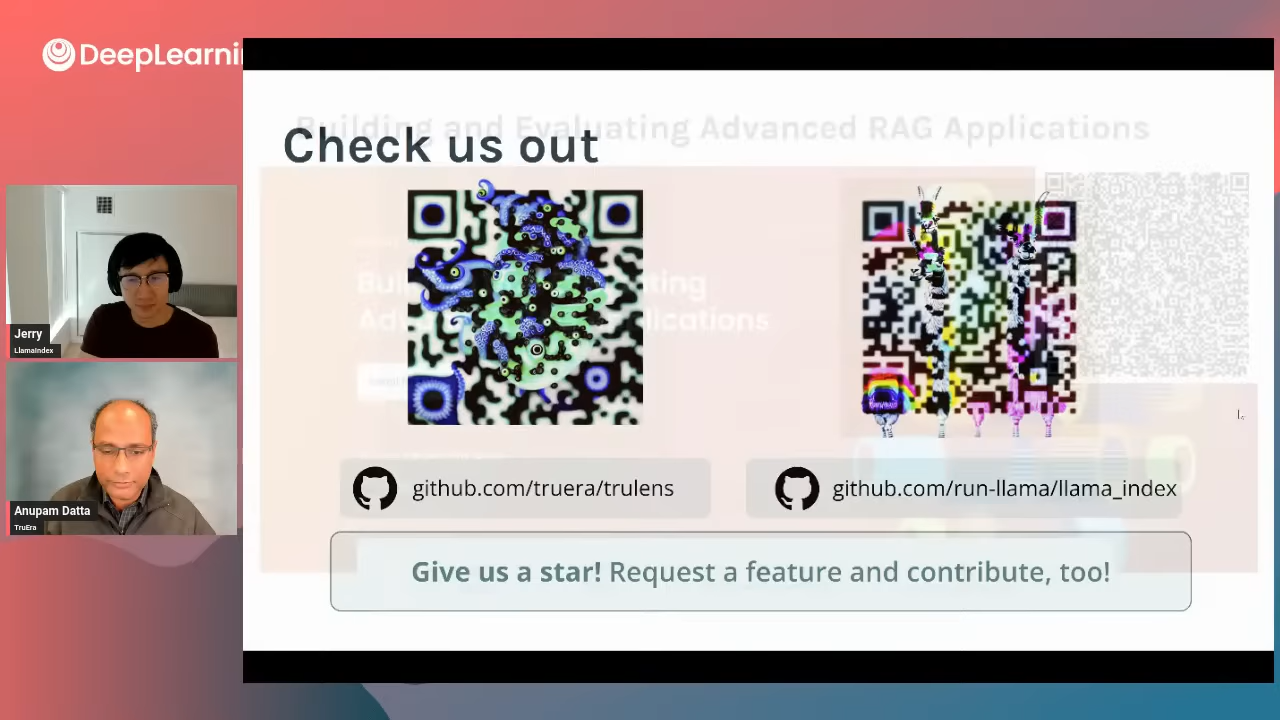 DeepLearni
Building and Evaluating Advanced RAG Applications
Check us out
Jerry
LlamaIndex
Anupam Datta
TruEra
github.com/truera/trulens
github.com/run-llama/llama_index
Give us a star! Request a feature and contribute, too!